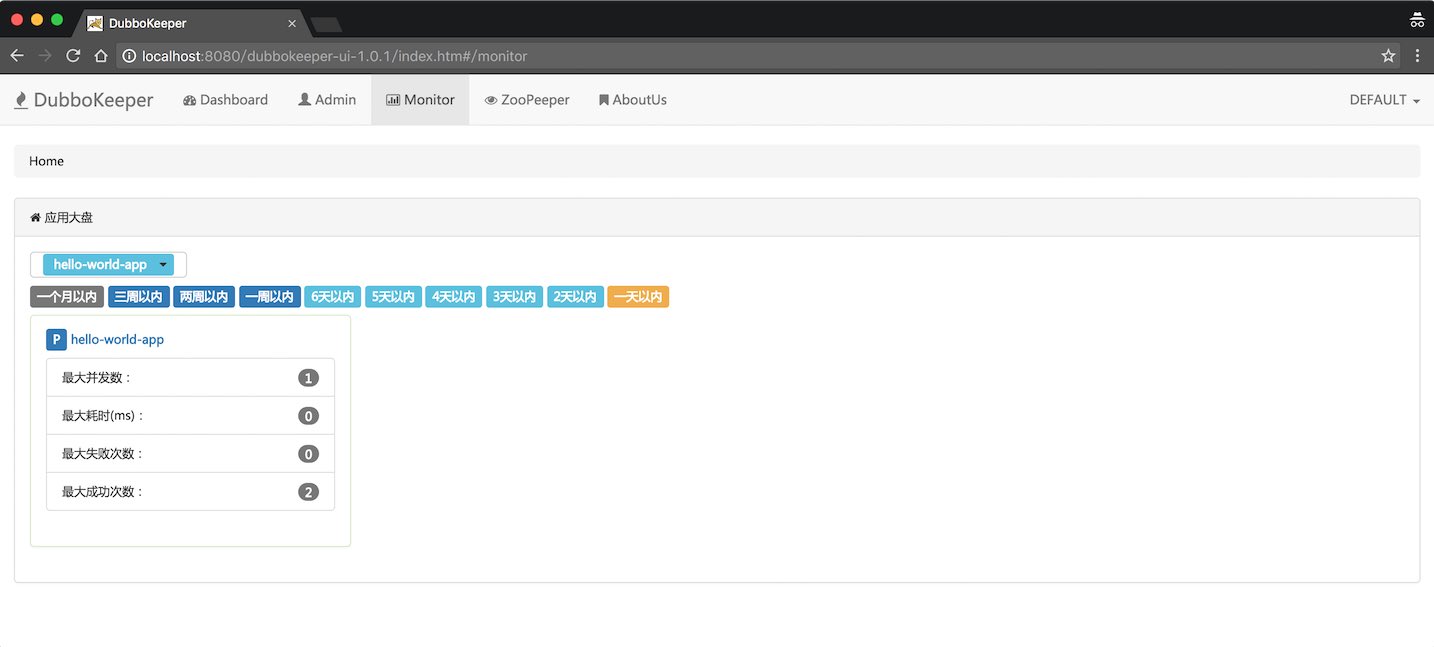 DubboKeeper
localhost:8080/dubbokeeper-ui-1.0.1/index.htm#/monitor
DubboKeeper Dashboard Admin Monitor ZooPeeper AboutUs DEFAULT
Home
应用大盘
hello-world-app
一个月以内 三周以内 两周以内 一周以内 6天以内 5天以内 4天以内 3天以内 2天以内 一天以内
P hello-world-app
最大并发数： 1
最大耗时(ms)： 0
最大失败次数： 0
最大成功次数： 2